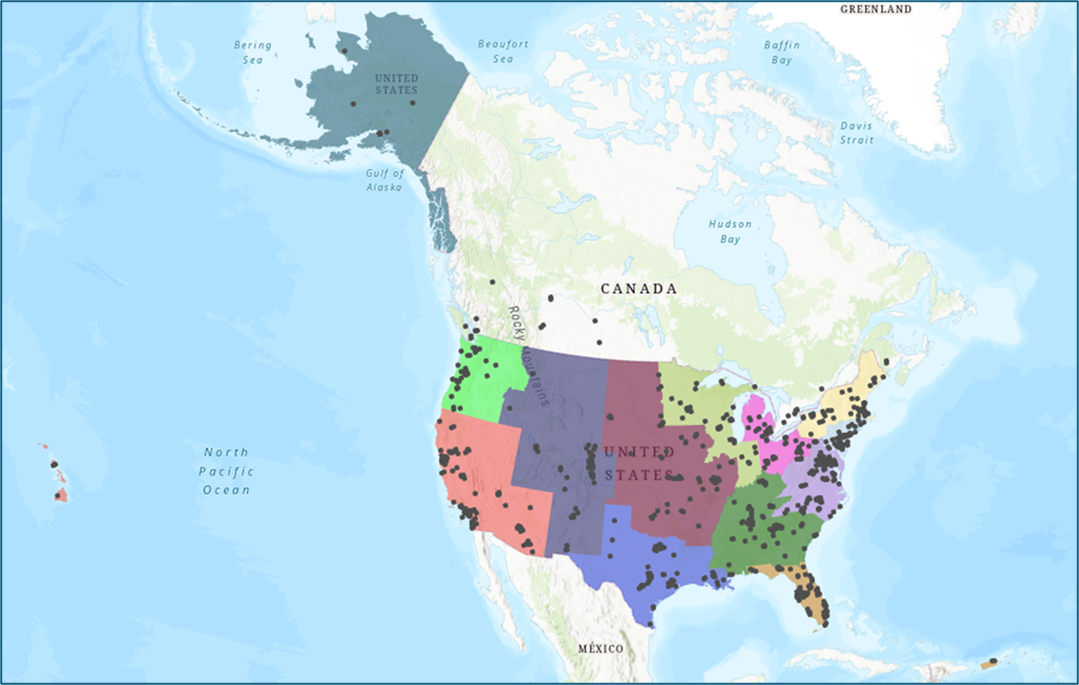 GREENLAND
Bering
Sea
Beaufort
Sea
Baffin
Bay
UNITED
STATES
Davis
Strait
Gulf of
Alaska
Hudson
Bay
CANADA
Rocky Mountains
North
Pacific
Ocean
UNITED
STATES
MÉXICO